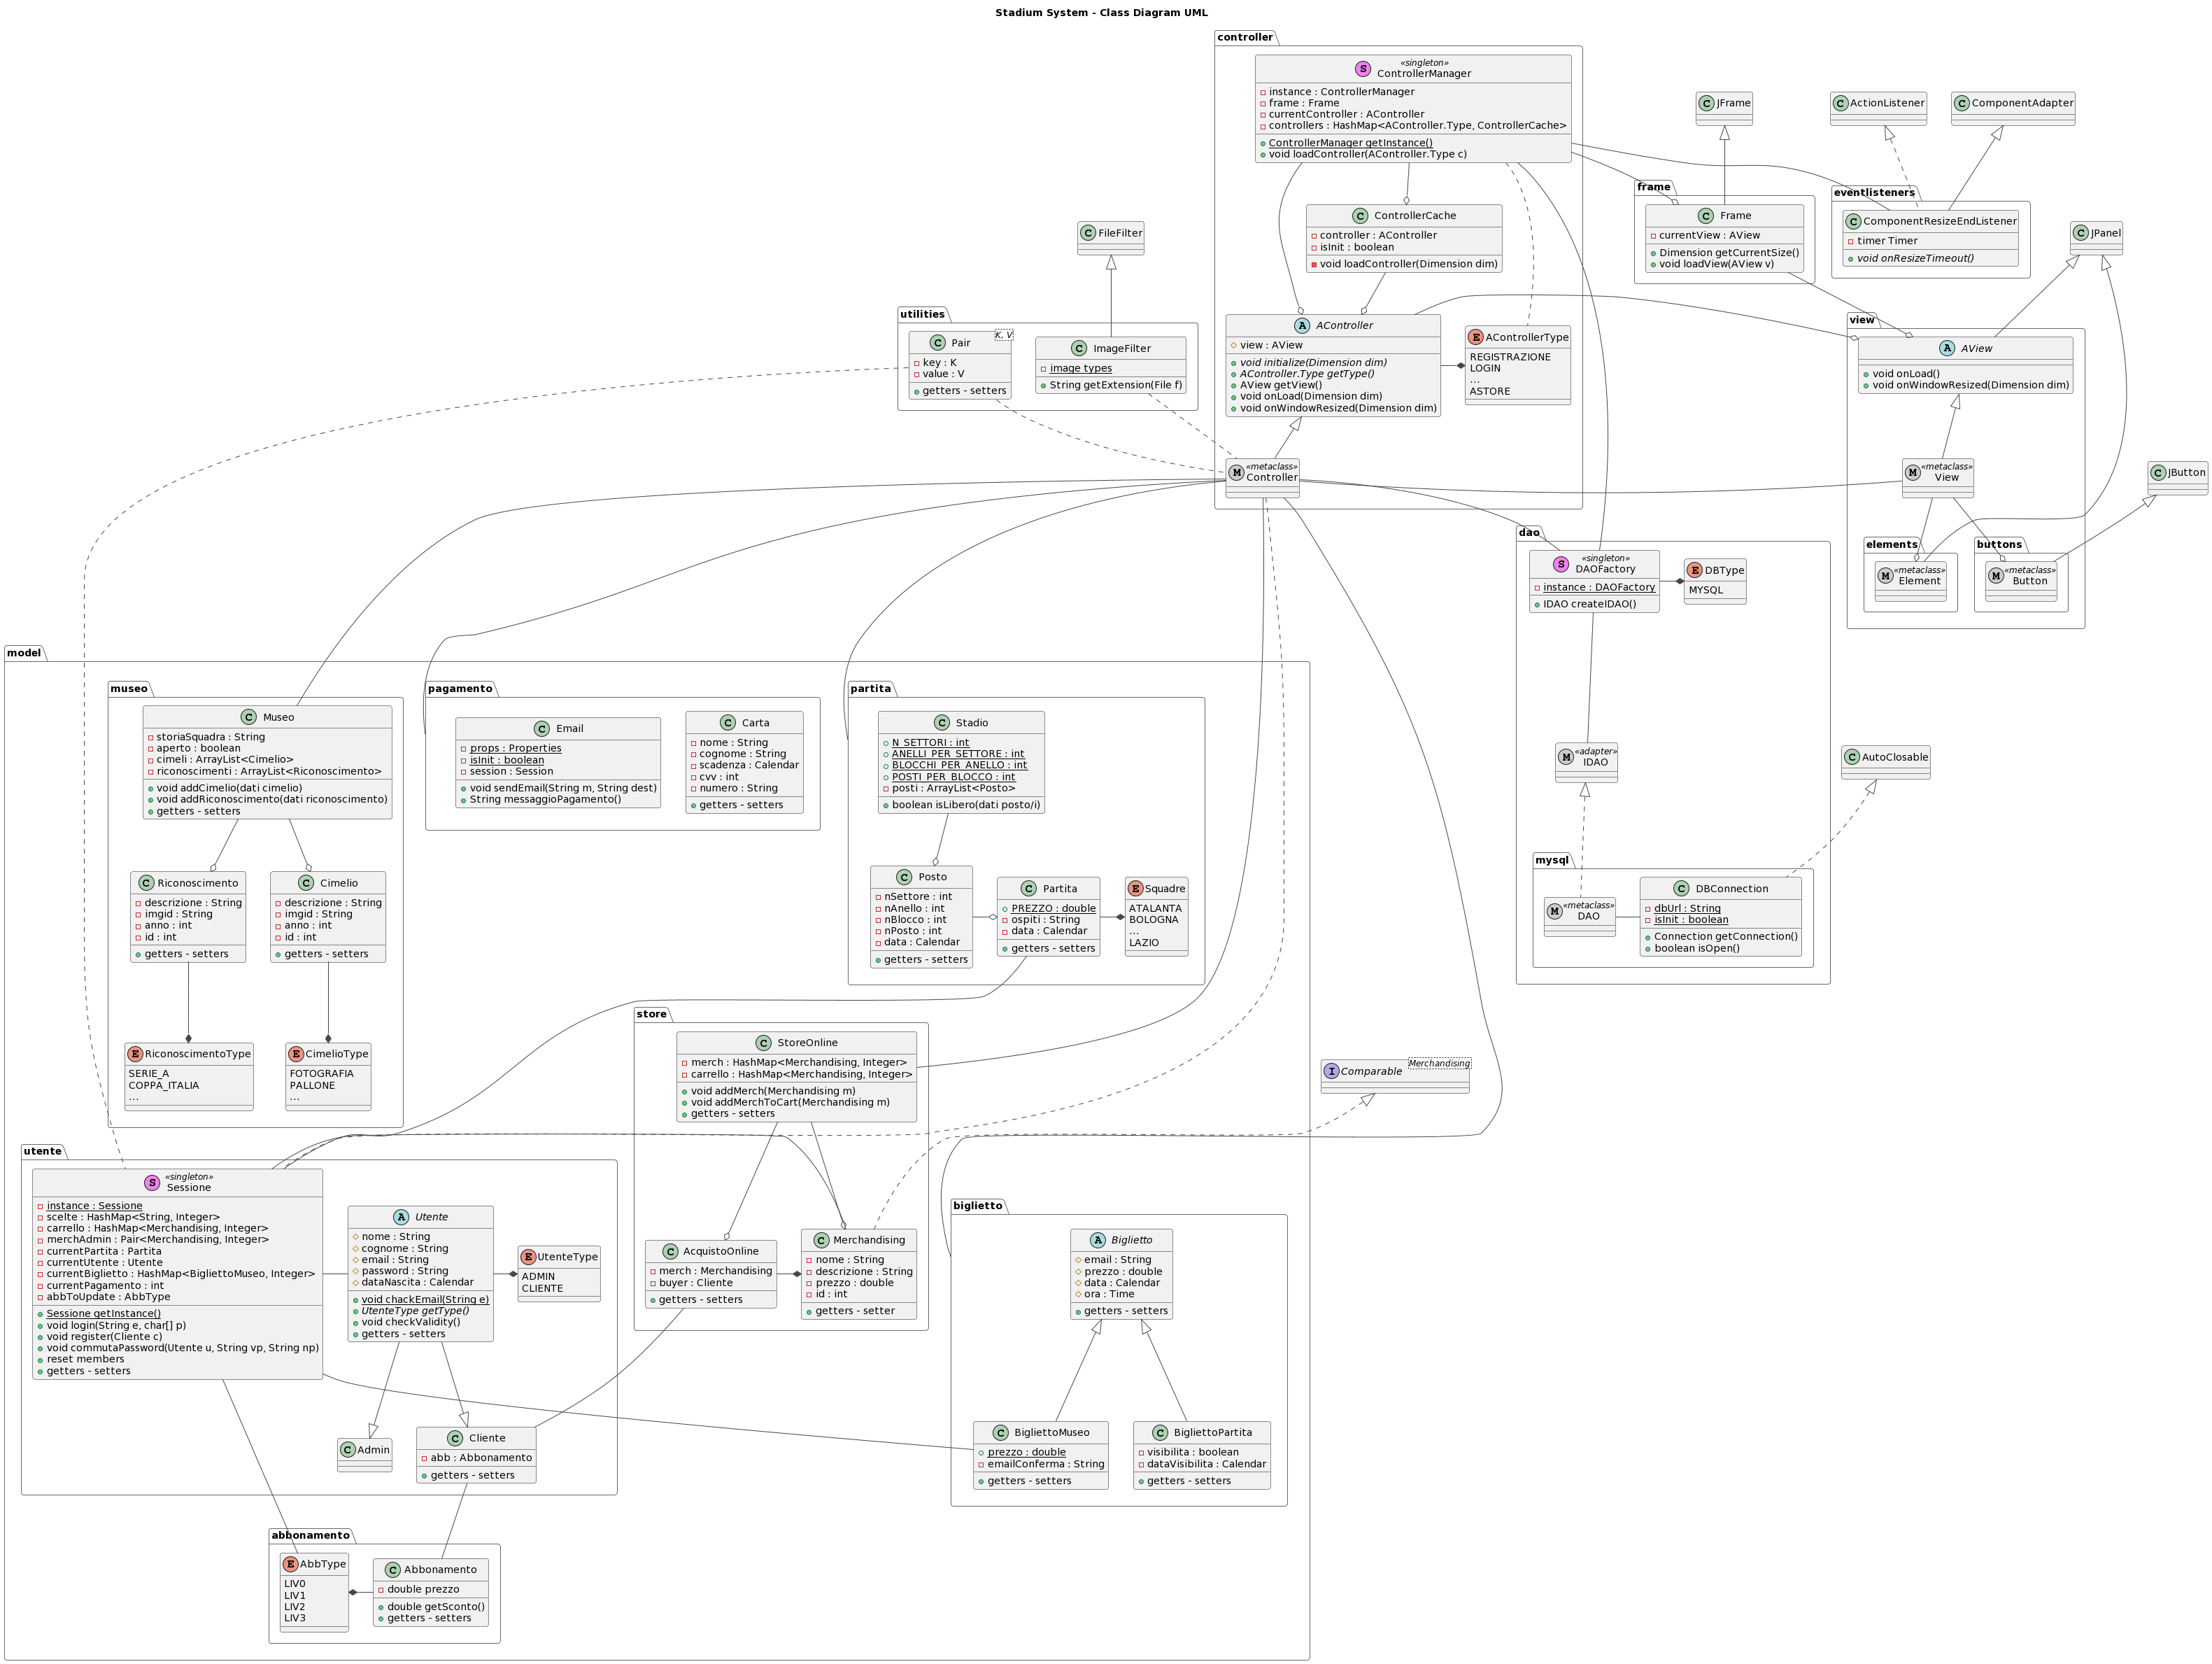 Stadium System - Class Diagram UML
controller
S
«singleton»
ControllerManager
instance : ControllerManager
frame : Frame
currentController : AController
controllers : HashMap<AController.Type, ControllerCache>
ControllerManager getInstance()
void loadController(AController.Type c)
C JFrame
C ActionListener
C ComponentAdapter
frame
C Frame
currentView : AView
Dimension getCurrentSize()
void loadView(AView v)
eventlisteners
C ComponentResizeEndListener
timer Timer
void onResizeTimeout()
C ControllerCache
controller : AController
isInit : boolean
void loadController(Dimension dim)
C FileFilter
C JPanel
utilities
C Pair
K, V
key : K
value : V
getters - setters
C ImageFilter
image types
String getExtension(File f)
A AController
view : AView
void initialize(Dimension dim)
AController.Type getType()
AView getView()
void onLoad(Dimension dim)
void onWindowResized(Dimension dim)
E AControllerType
REGISTRAZIONE
LOGIN
...
ASTORE
view
A AView
void onLoad()
void onWindowResized(Dimension dim)
M
«metaclass»
Controller
M
«metaclass»
View
C JButton
elements
M
«metaclass»
Element
buttons
M
«metaclass»
Button
dao
S
«singleton»
DAOFactory
instance : DAOFactory
IDAO createIDAO()
E DBType
MYSQL
M
«adapter»
IDAO
C AutoClosable
mysql
M
«metaclass»
DAO
C DBConnection
dbUrl : String
isInit : boolean
Connection getConnection()
boolean isOpen()
model
museo
C Museo
storiaSquadra : String
aperto : boolean
cimeli : ArrayList<Cimelio>
riconoscimenti : ArrayList<Riconoscimento>
void addCimelio(dati cimelio)
void addRiconoscimento(dati riconoscimento)
getters - setters
C Riconoscimento
descrizione : String
imgid : String
anno : int
id : int
getters - setters
C Cimelio
descrizione : String
imgid : String
anno : int
id : int
getters - setters
E RiconoscimentoType
SERIE_A
COPPA_ITALIA
...
E CimelioType
FOTOGRAFIA
PALLONE
...
pagamento
C Email
props : Properties
isInit : boolean
session : Session
void sendEmail(String m, String dest)
String messaggioPagamento()
C Carta
nome : String
cognome : String
scadenza : Calendar
cvv : int
numero : String
getters - setters
partita
C Stadio
N_SETTORI : int
ANELLI_PER_SETTORE : int
BLOCCHI_PER_ANELLO : int
POSTI_PER_BLOCCO : int
posti : ArrayList<Posto>
boolean isLibero(dati posto/i)
C Posto
nSettore : int
nAnello : int
nBlocco : int
nPosto : int
data : Calendar
getters - setters
C Partita
PREZZO : double
ospiti : String
data : Calendar
getters - setters
E Squadre
ATALANTA
BOLOGNA
...
LAZIO
store
C StoreOnline
merch : HashMap<Merchandising, Integer>
carrello : HashMap<Merchandising, Integer>
void addMerch(Merchandising m)
void addMerchToCart(Merchandising m)
getters - setters
C AcquistoOnline
merch : Merchandising
buyer : Cliente
getters - setters
C Merchandising
nome : String
descrizione : String
prezzo : double
id : int
getters - setter
I Comparable
Merchandising
utente
S
«singleton»
Sessione
instance : Sessione
scelte : HashMap<String, Integer>
carrello : HashMap<Merchandising, Integer>
merchAdmin : Pair<Merchandising, Integer>
currentPartita : Partita
currentUtente : Utente
currentBiglietto : HashMap<BigliettoMuseo, Integer>
currentPagamento : int
abbToUpdate : AbbType
Sessione getInstance()
void login(String e, char[] p)
void register(Cliente c)
void commutaPassword(Utente u, String vp, String np)
reset members
getters - setters
A Utente
nome : String
cognome : String
email : String
password : String
dataNascita : Calendar
void chackEmail(String e)
UtenteType getType()
void checkValidity()
getters - setters
E UtenteType
ADMIN
CLIENTE
C Admin
C Cliente
abb : Abbonamento
getters - setters
biglietto
A Biglietto
email : String
prezzo : double
data : Calendar
ora : Time
getters - setters
C BigliettoMuseo
prezzo : double
emailConferma : String
getters - setters
C BigliettoPartita
visibilita : boolean
dataVisibilita : Calendar
getters - setters
abbonamento
E AbbType
LIV0
LIV1
LIV2
LIV3
C Abbonamento
double prezzo
double getSconto()
getters - setters